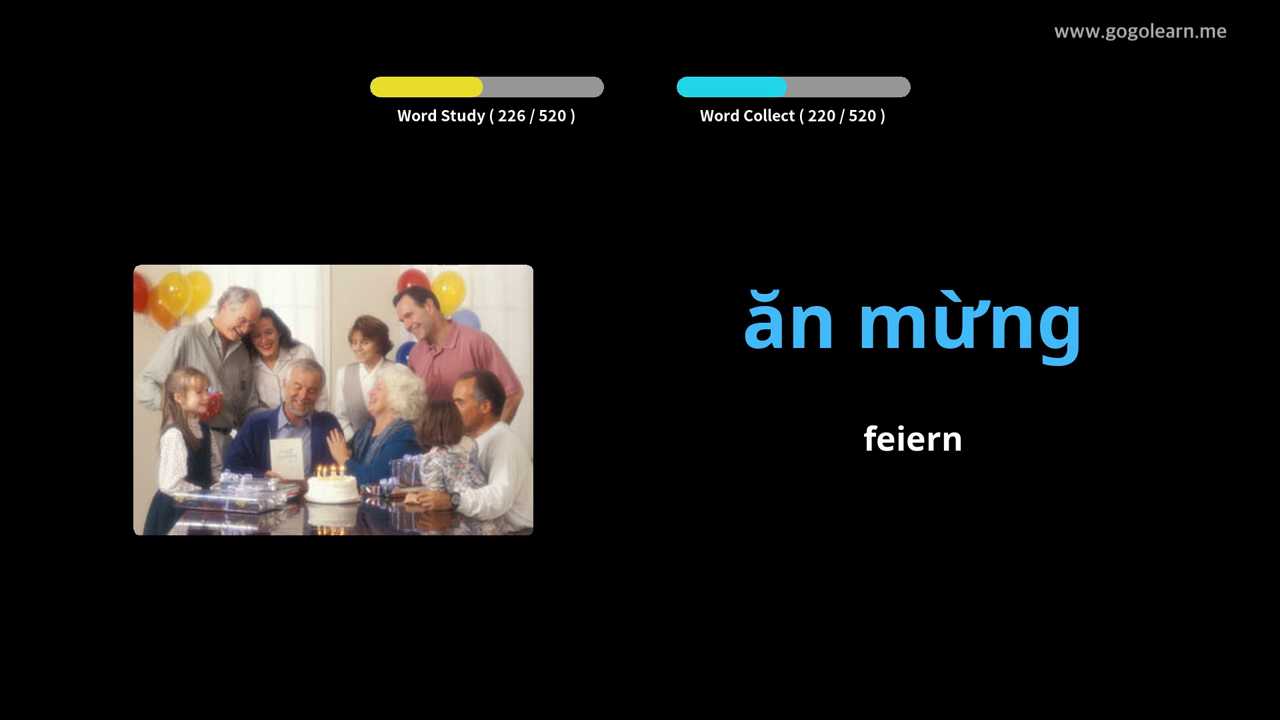 www.gogolearn.me
Word Study ( 226 / 520 )
Word Collect ( 220 / 520 )
ăn mừng
feiern